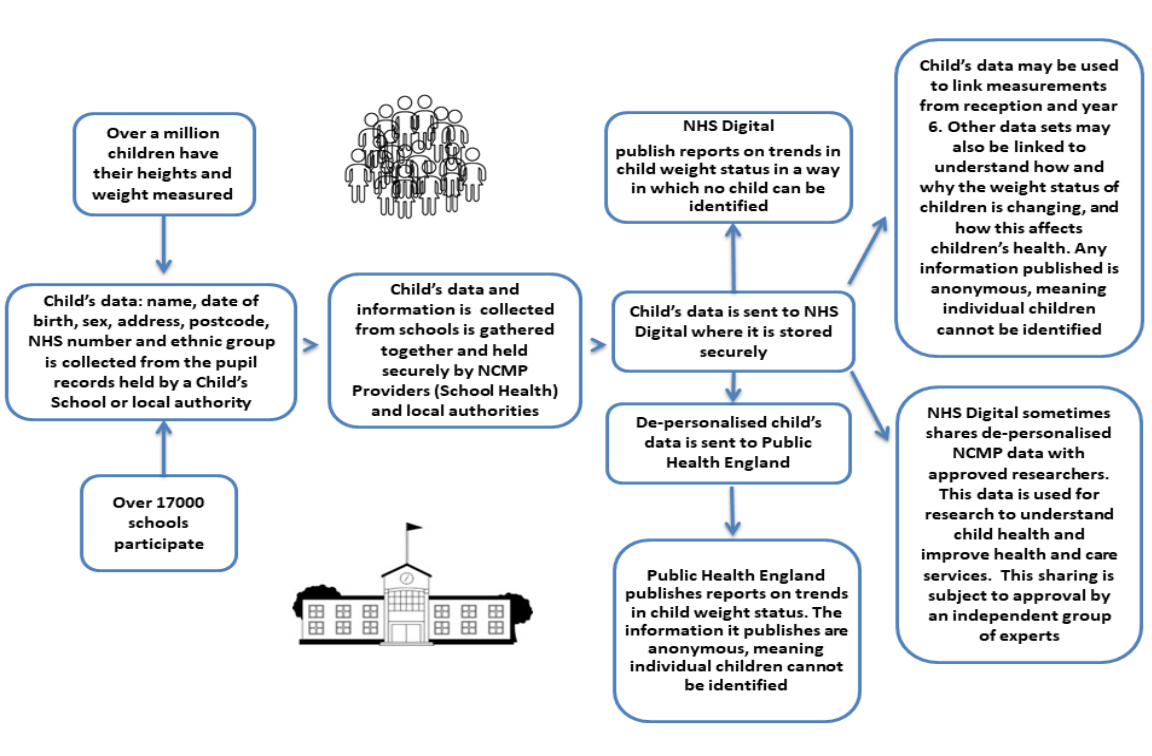 Over a million
children have
their heights and
weight measured
Child's data: name, date of
birth, sex, address, postcode,
NHS number and ethnic group
is collected from the pupil
records held by a Child's
School or local authority
Over 17000
schools
participate
Child's data and
information is collected
from schools is gathered
together and held
securely by NCMP
Providers (School Health)
and local authorities
NHS Digital
publish reports on trends in
child weight status in a way
in which no child can be
identified
Child's data is sent to NHS
Digital where it is stored
securely
De-personalised child's
data is sent to Public
Health England
Public Health England
publishes reports on trends
in child weight status. The
information it publishes are
anonymous, meaning
individual children cannot
be identified
Child's data may be used
to link measurements
from reception and year
6. Other data sets may
also be linked to
understand how and
why the weight status of
children is changing, and
how this affects
children's health. Any
information published is
anonymous, meaning
individual children
cannot be identified
NHS Digital sometimes
shares de-personalised
NCMP data with
approved researchers.
This data is used for
research to understand
child health and
improve health and care
services. This sharing is
subject to approval by
an independent group
of experts